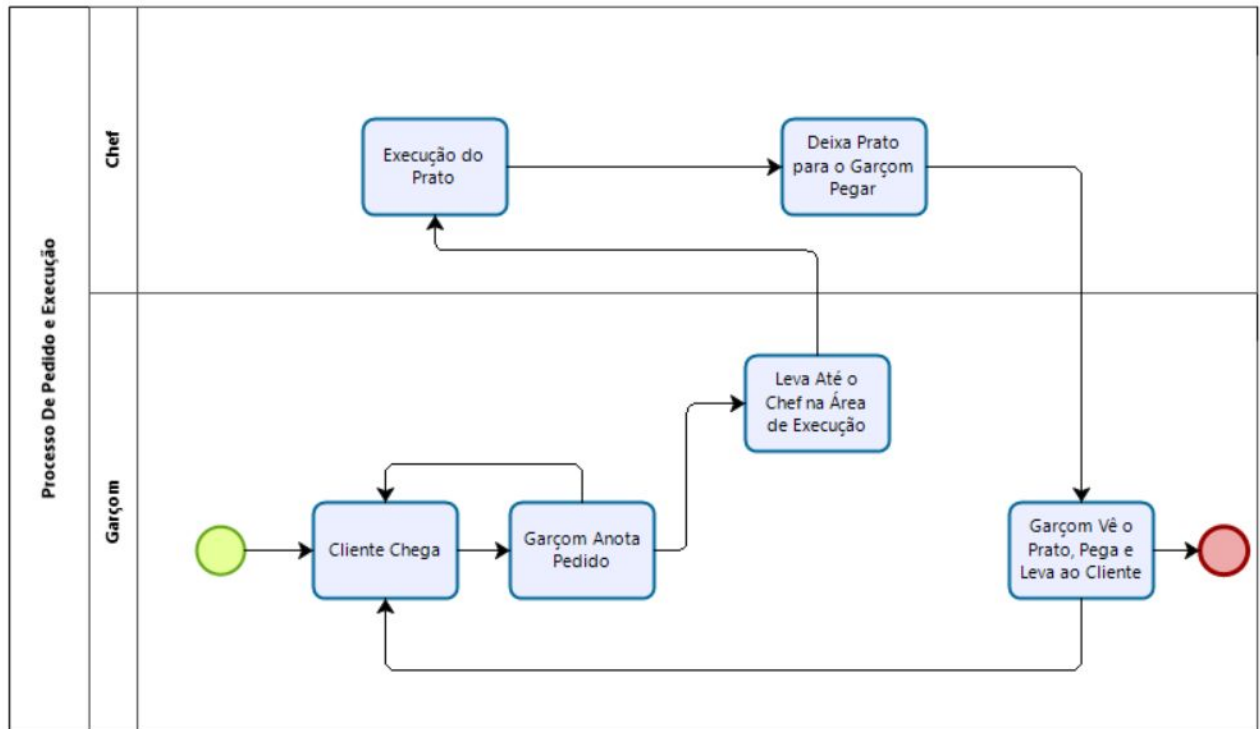 Processo De Pedido e Execução
Chef
Execução do
Prato
Deixa Prato
para o Garçom
Pegar
Garçom
Leva Até o
Chef na Área
de Execução
Cliente Chega
Garçom Anota
Pedido
Garçom Vê o
Prato, Pega e
Leva ao Cliente